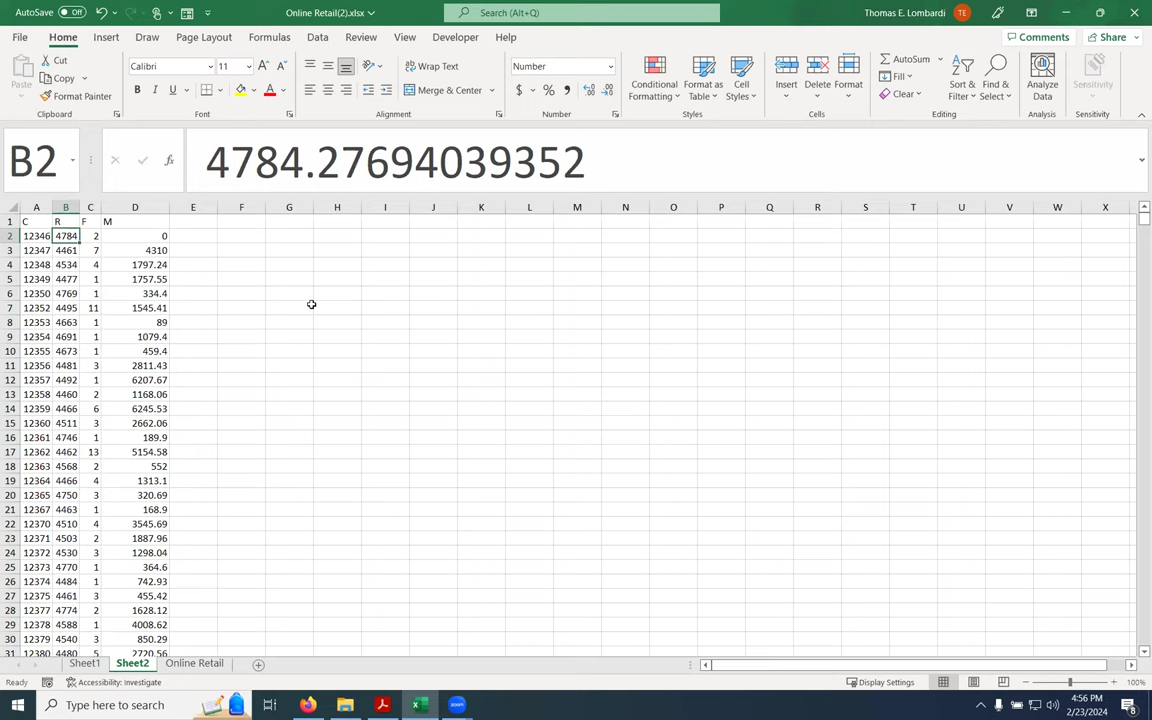 AutoSave Off Online Retail(2).xlsx Search (Alt+Q) Thomas E. Lombardi TE
File Home Insert Draw Page Layout Formulas Data Review View Developer Help Comments Share
Paste Cut Copy Format Painter Calibri 11 Wrap Text Merge & Center Number Conditional Formatting Format as Table Cell Styles Insert Delete Format AutoSum Fill Clear Sort & Filter Find & Select Analyze Data Sensitivity
Clipboard Font Alignment Number Styles Cells Editing Analysis Sensitivity
B2 fx 4784.27694039352
A B C D E F G H I J K L M N O P Q R S T U V W X
1 C R F M
2 12346 4784 2 0
3 12347 4461 7 4310
4 12348 4534 4 1797.24
5 12349 4477 1 1757.55
6 12350 4769 1 334.4
7 12352 4495 11 1545.41
8 12353 4663 1 89
9 12354 4691 1 1079.4
10 12355 4673 1 459.4
11 12356 4481 3 2811.43
12 12357 4492 1 6207.67
13 12358 4460 2 1168.06
14 12359 4466 6 6245.53
15 12360 4511 3 2662.06
16 12361 4746 1 189.9
17 12362 4462 13 5154.58
18 12363 4568 2 552
19 12364 4466 4 1313.1
20 12365 4750 3 320.69
21 12367 4463 1 168.9
22 12370 4510 4 3545.69
23 12371 4503 2 1887.96
24 12372 4530 3 1298.04
25 12373 4770 1 364.6
26 12374 4484 1 742.93
27 12375 4461 3 455.42
28 12377 4774 2 1628.12
29 12378 4588 1 4008.62
30 12379 4540 3 850.29
31 12380 4480 5 2720.56
Sheet1 Sheet2 Online Retail
Ready Accessibility: Investigate Display Settings 100%
Type here to search zoom 4:56 PM
2/23/2024 8